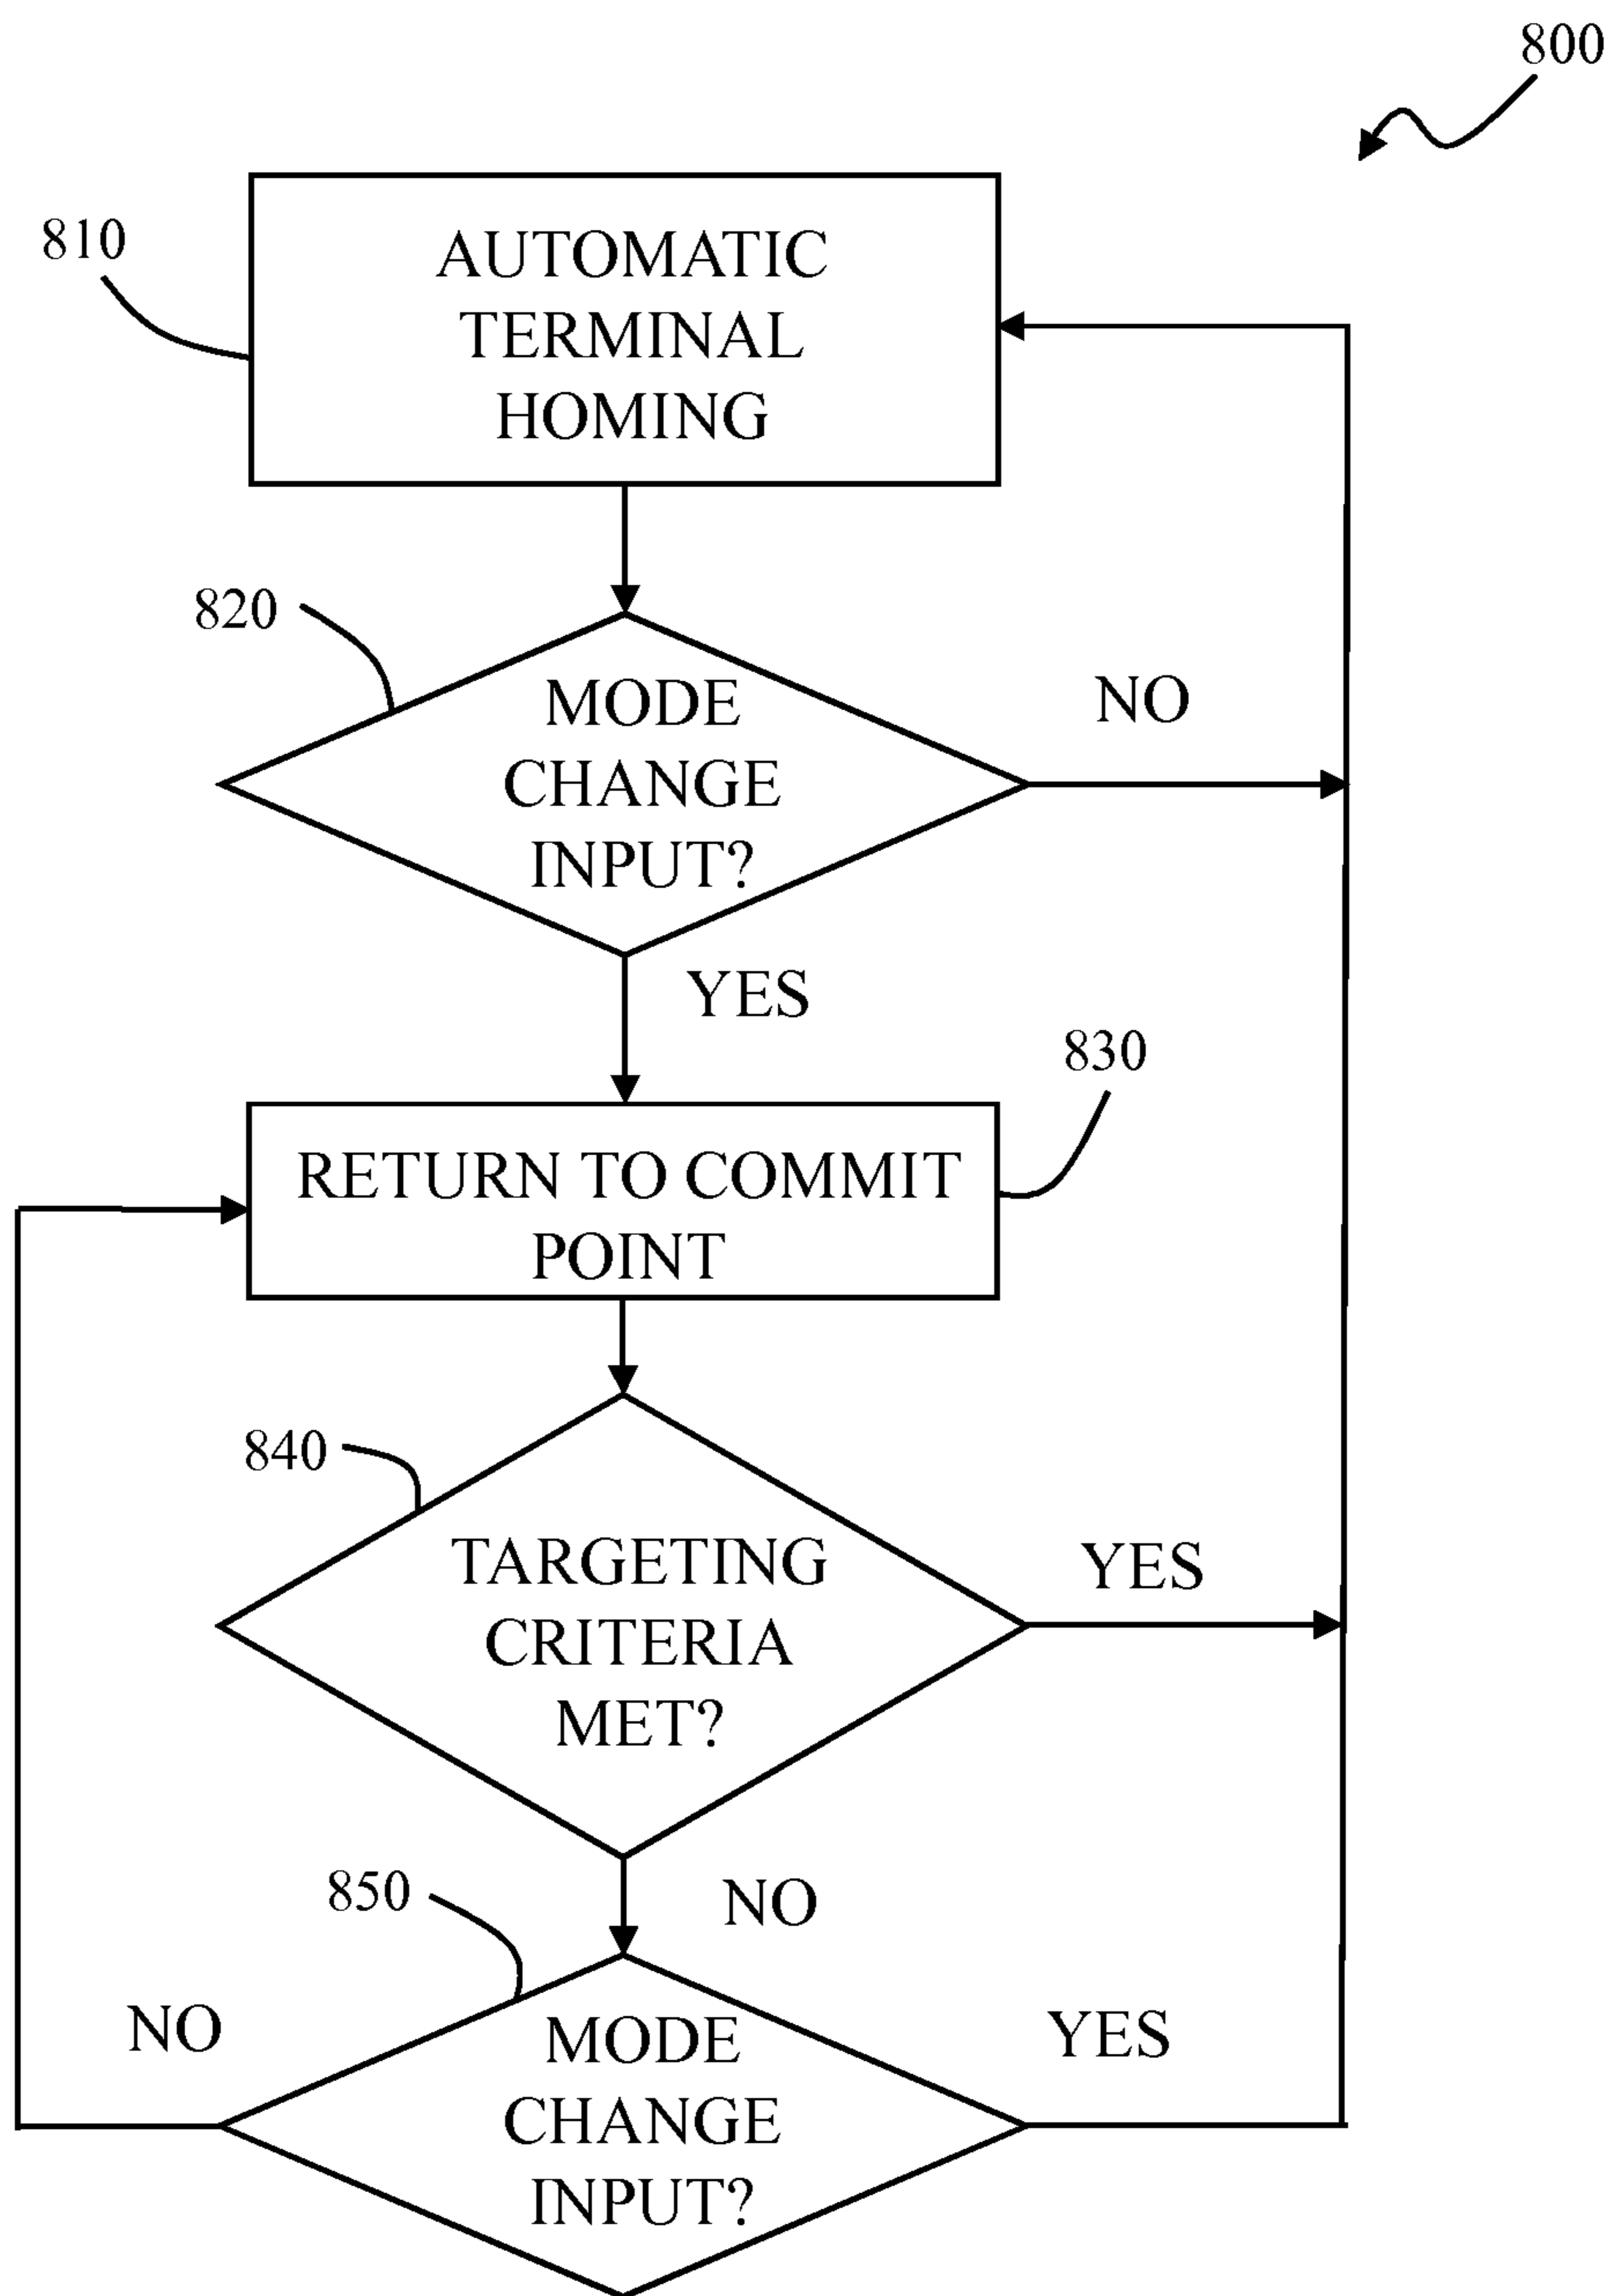 800
810
AUTOMATIC
TERMINAL
HOMING
820
MODE
CHANGE
INPUT?
NO
YES
830
RETURN TO COMMIT
POINT
840
TARGETING
CRITERIA
MET?
YES
850
NO
NO
MODE
CHANGE
INPUT?
YES